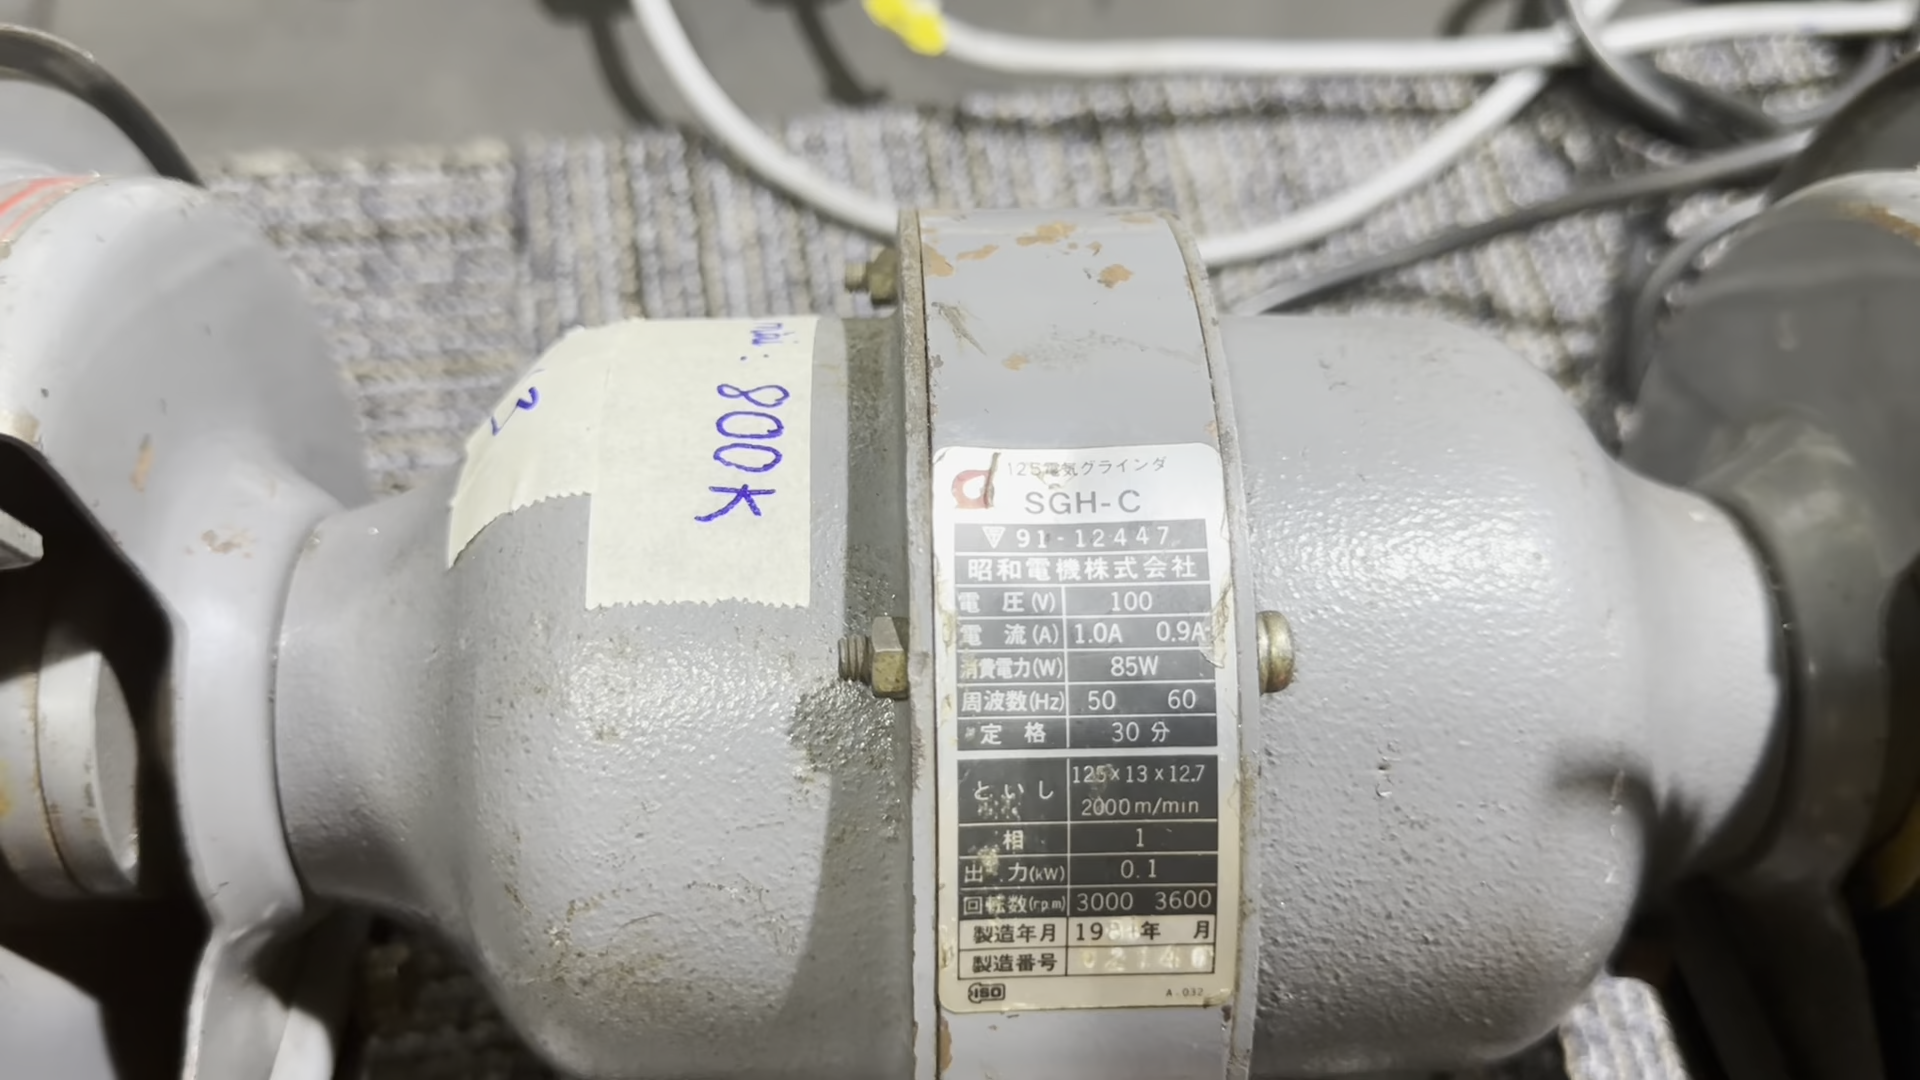 800K
125電気グラインダ
SGH-C
91-12447
昭和電機株式会社
電圧(V) 100
電流(A) 1.0A 0.9A
消費電力(W) 85W
周波数(Hz) 50 60
定格 30分
といし 125×13×12.7
2000m/min
相 1
出力(kW) 0.1
回転数(rpm) 3000 3600
製造年月 19 年 月
製造番号
ISO
A-032